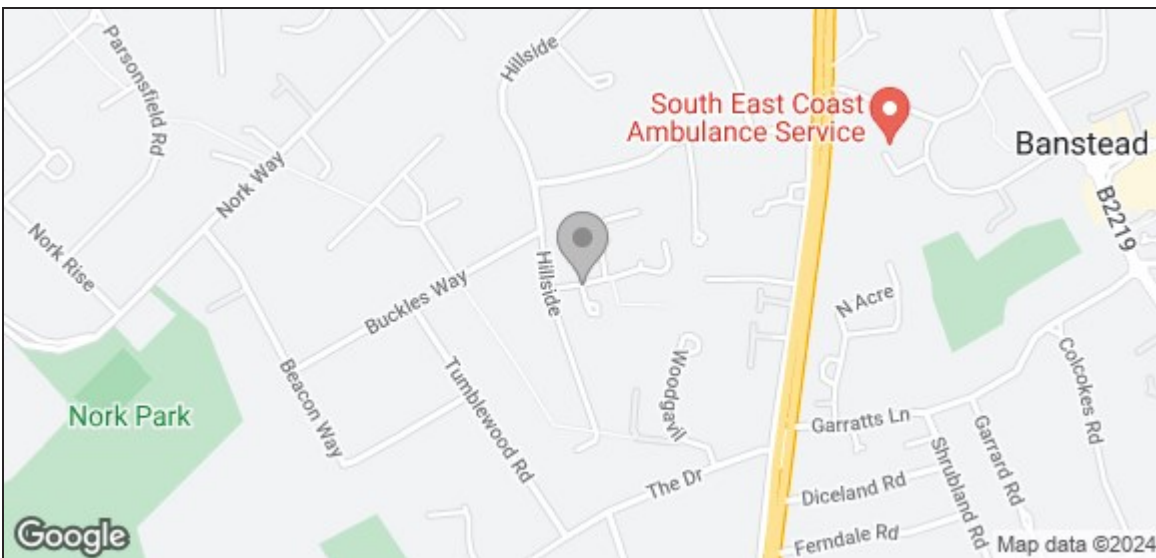 Parsonsfield Rd
Hillside
South East Coast
Ambulance Service
Banstead
Nork Way
B2219
Nork Rise
Hillside
Buckles Way
N Acre
Woodgavil
Colcokes Rd
Beacon Way
Tumblewood Rd
Nork Park
Garratts Ln
Garrard Rd
Shrubland Rd
The Dr
Diceland Rd
Ferndale Rd
Google
Map data ©2024